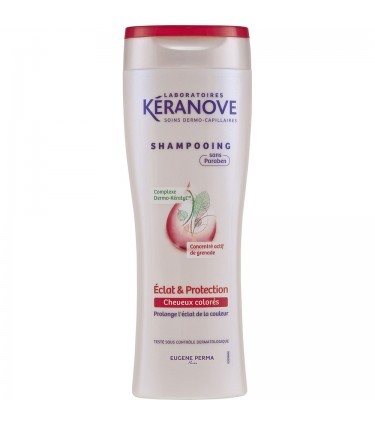 LABORATOIRES
KÉRANOVE
SOINS DERMO-CAPILLAIRES
SHAMPOOING
sans
Paraben
Complexe
Dermo-Kératyl
Concentré actif
de grenade
Éclat & Protection
Cheveux colorés
Prolonge l'éclat de la couleur
TESTÉ SOUS CONTRÔLE DERMATOLOGIQUE
EUGENE PERMA
Paris